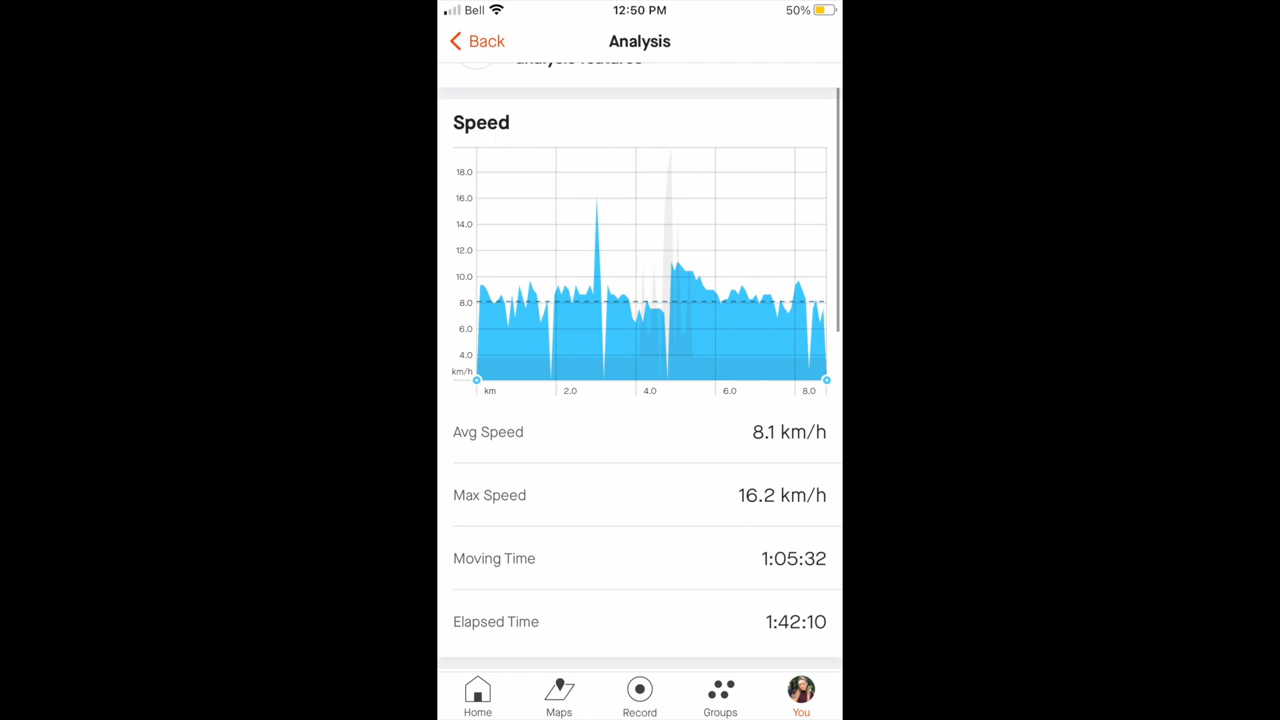 Bell 12:50 PM 50%
Back Analysis
analysis features
Speed
18.0
16.0
14.0
12.0
10.0
8.0
6.0
4.0
km/h
km 2.0 4.0 6.0 8.0
Avg Speed 8.1 km/h
Max Speed 16.2 km/h
Moving Time 1:05:32
Elapsed Time 1:42:10
Home Maps Record Groups You